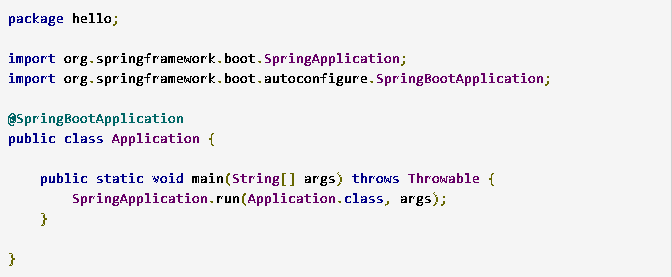 package hello;
import org.springframework.boot.SpringApplication;
import org.springframework.boot.autoconfigure.SpringBootApplication;
@SpringBootApplication
public class Application {
public static void main(String[] args) throws Throwable {
SpringApplication.run(Application.class, args);
}
}